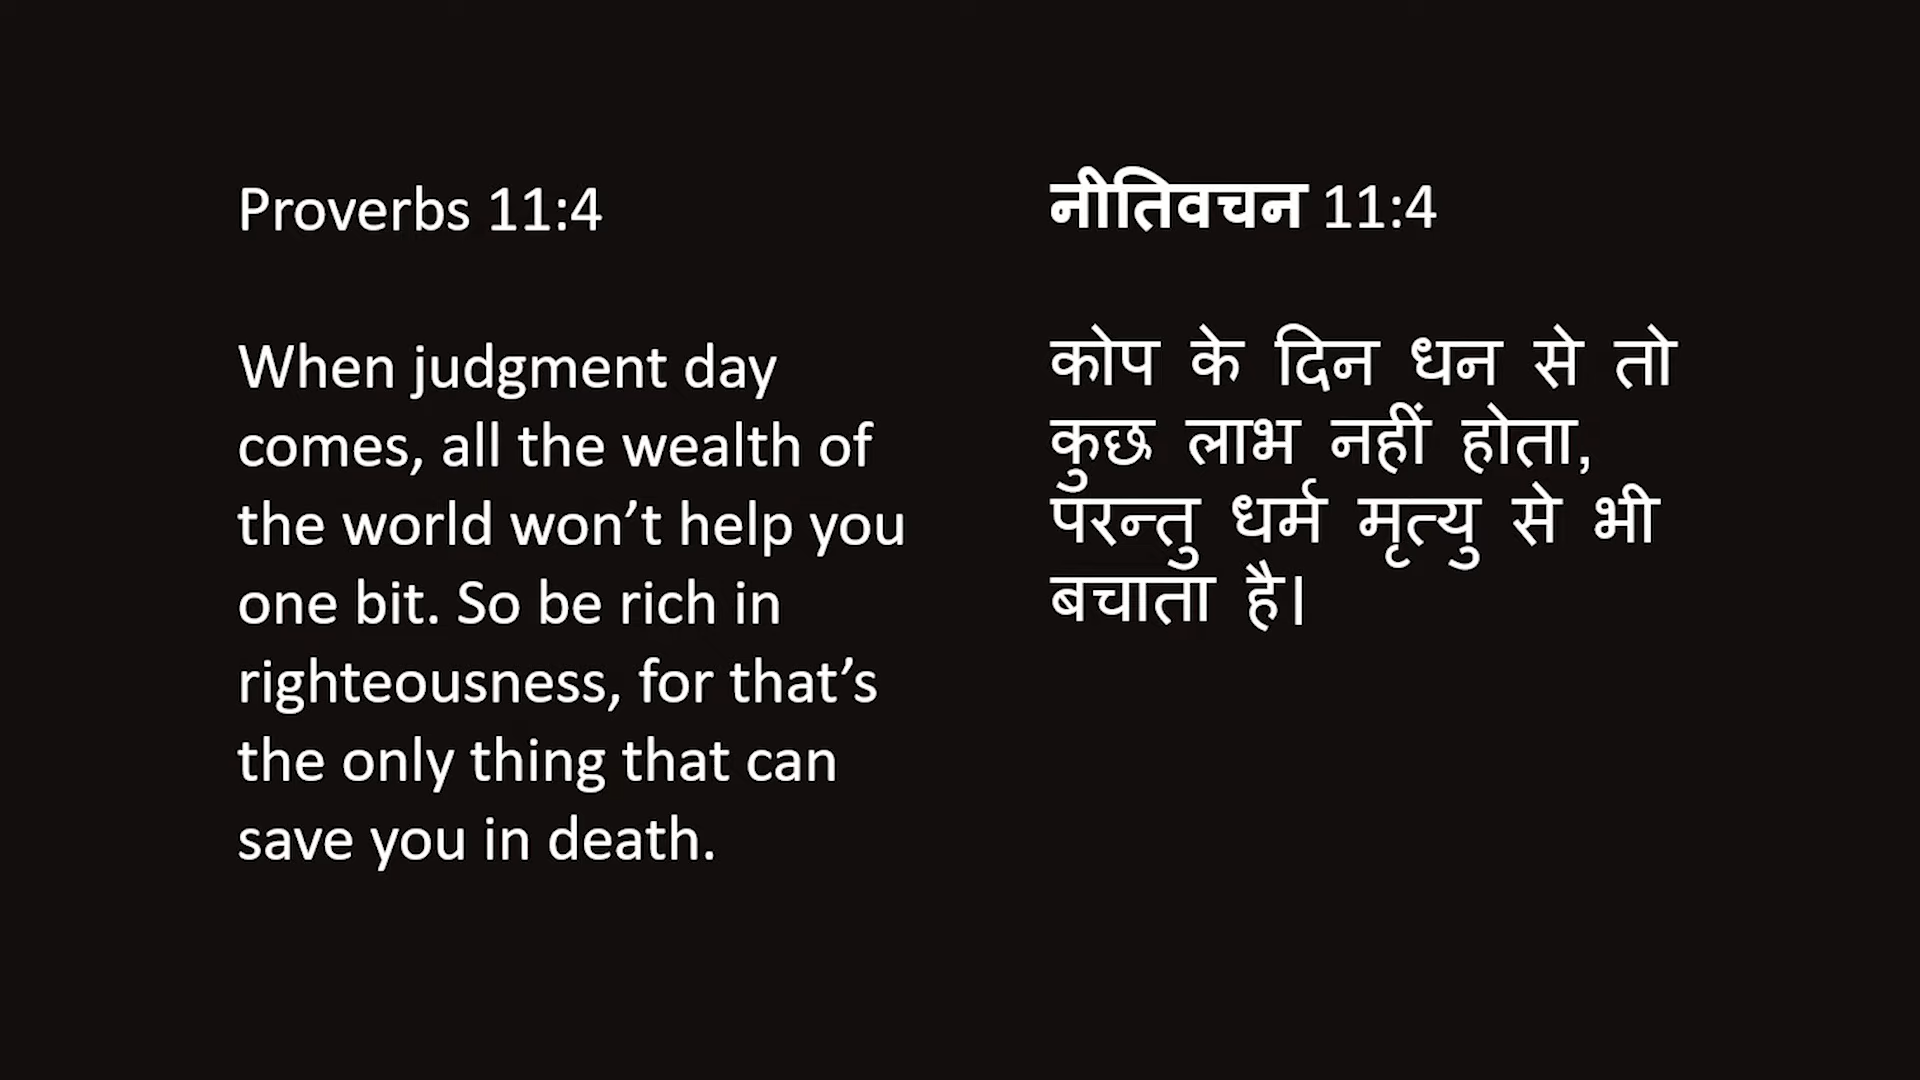 Proverbs 11:4
When judgment day
comes, all the wealth of
the world won’t help you
one bit. So be rich in
righteousness, for that’s
the only thing that can
save you in death.
नीतिवचन 11:4
कोप के दिन धन से तो
कुछ लाभ नहीं होता,
परन्तु धर्म मृत्यु से भी
बचाता है।